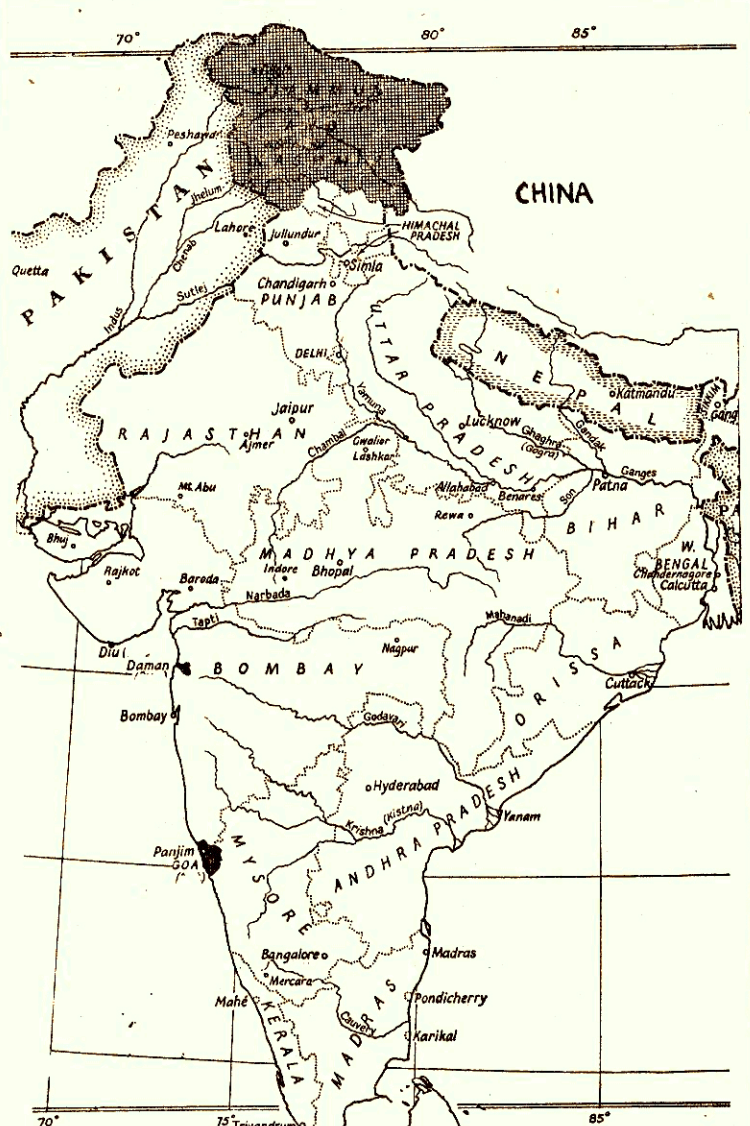 70°
80°
85°
JAMMU
AND
KASHMIR
Peshawar
PAKISTAN
Jhelum
CHINA
Lahore
Jullundur
HIMACHAL
PRADESH
Chenab
Quetta
Simla
Chandigarh
PUNJAB
Sutlej
Indus
UTTAR PRADESH
DELHI
NEPAL
Katmandu
Yamuna
Jaipur
Lucknow
RAJASTHAN
Ajmer
Chambal
Gwalior
Lashkar
Ghaghra
(Gogra)
Gandak
Ganges
Mt. Abu
Allahabad
Benares
Son
Patna
Rewa
BIHAR
Bhuj
MADHYA PRADESH
W.
BENGAL
Rajkot
Indore
Bhopal
Chandernagore
Calcutta
Baroda
Narbada
Tapti
Mahanadi
Nagpur
ORISSA
Diu
Daman
BOMBAY
Cuttack
Bombay
Godavari
Hyderabad
Krishna (Kistna)
Yanam
ANDHRA PRADESH
Panjim
GOA
MYSORE
Bangalore
Madras
Mercara
Mahé
Pondicherry
KERALA
MADRAS
Cauvery
Karikal
70°
75°
Trivandrum
85°